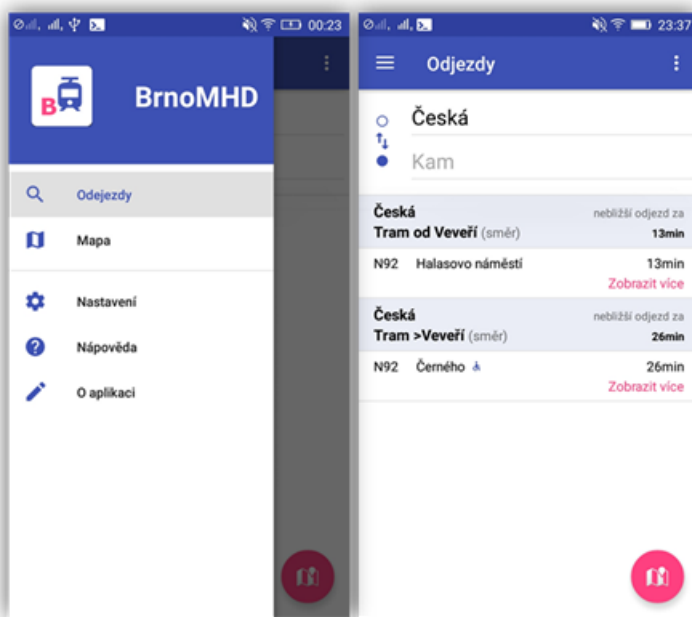 00:23
B
BrnoMHD
Odejezdy
Mapa
Nastavení
Nápověda
O aplikaci
23:37
Odjezdy
Česká
Kam
Česká nebližší odjezd za
Tram od Veveří (směr) 13min
N92 Halasovo náměstí 13min
Zobrazit více
Česká nebližší odjezd za
Tram >Veveří (směr) 26min
N92 Černého 26min
Zobrazit více